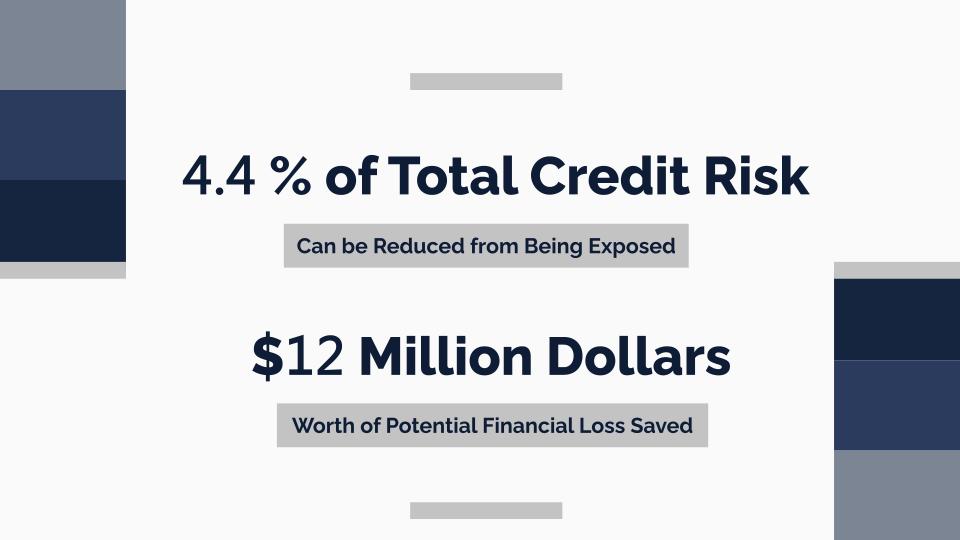 4.4 % of Total Credit Risk
Can be Reduced from Being Exposed
$12 Million Dollars
Worth of Potential Financial Loss Saved